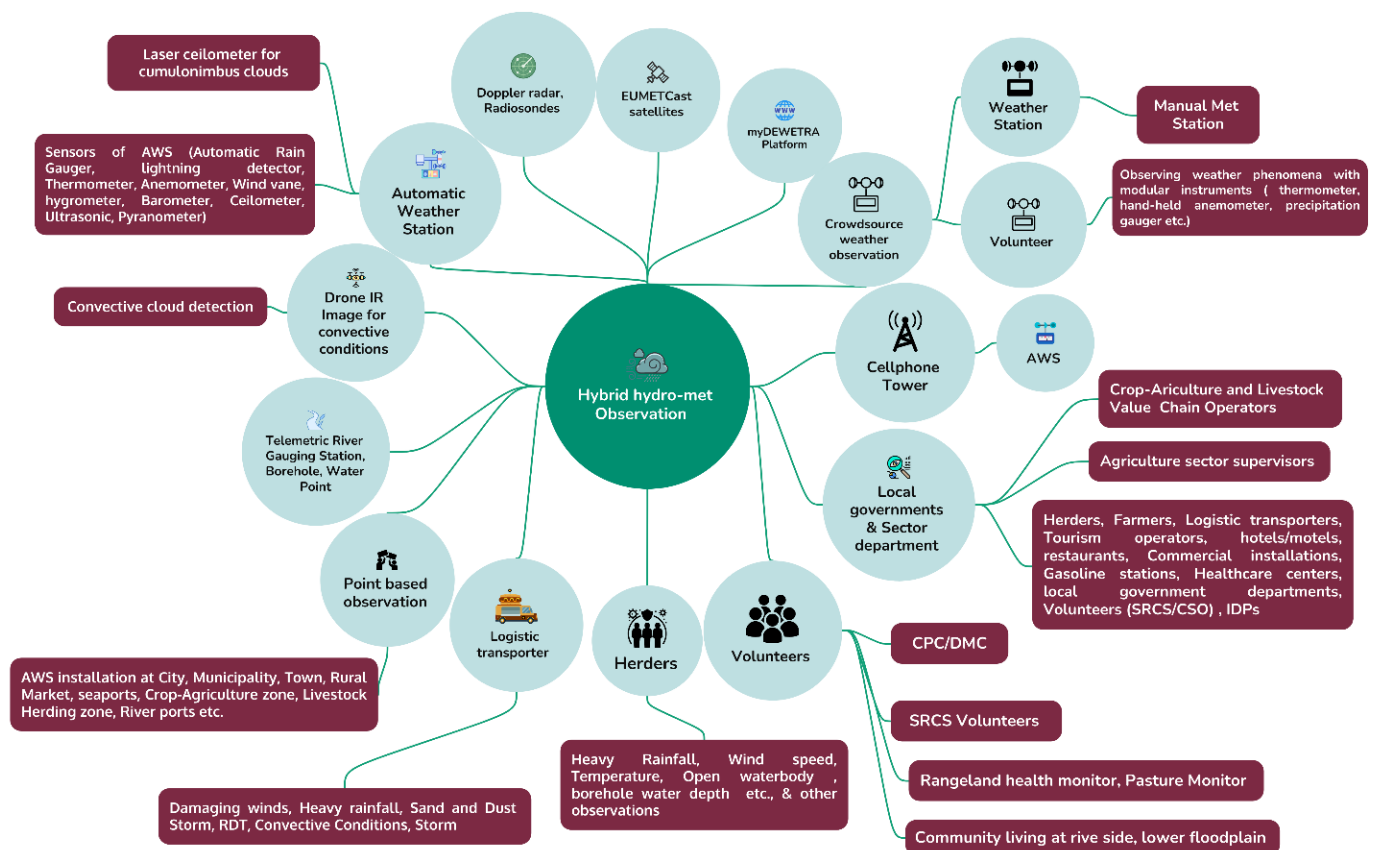 Laser ceilometer for
cumulonimbus clouds
Doppler radar,
Radiosondes
EUMETCast
satellites
WWW
myDEWETRA
Platform
Weather
Station
Manual Met
Station
Sensors of AWS (Automatic Rain
Gauger, lightning detector,
Thermometer, Anemometer, Wind vane,
hygrometer, Barometer, Ceilometer,
Ultrasonic, Pyranometer)
Automatic
Weather
Station
Crowdsource
weather
observation
Volunteer
Observing weather phenomena with
modular instruments ( thermometer,
hand-held anemometer, precipitation
gauger etc.)
Convective cloud detection
Drone IR
Image for
convective
conditions
Hybrid hydro-met
Observation
Cellphone
Tower
AWS
Telemetric River
Gauging Station,
Borehole, Water
Point
Local
governments
& Sector
department
Crop-Ariculture and Livestock
Value Chain Operators
Agriculture sector supervisors
Herders, Farmers, Logistic transporters,
Tourism operators, hotels/motels,
restaurants, Commercial installations,
Gasoline stations, Healthcare centers,
local government departments,
Volunteers (SRCS/CSO) , IDPs
Point based
observation
Logistic
transporter
Herders
Volunteers
AWS installation at City, Municipality, Town, Rural
Market, seaports, Crop-Agriculture zone, Livestock
Herding zone, River ports etc.
Damaging winds, Heavy rainfall, Sand and Dust
Storm, RDT, Convective Conditions, Storm
Heavy Rainfall, Wind speed,
Temperature, Open waterbody ,
borehole water depth etc., & other
observations
CPC/DMC
SRCS Volunteers
Rangeland health monitor, Pasture Monitor
Community living at rive side, lower floodplain